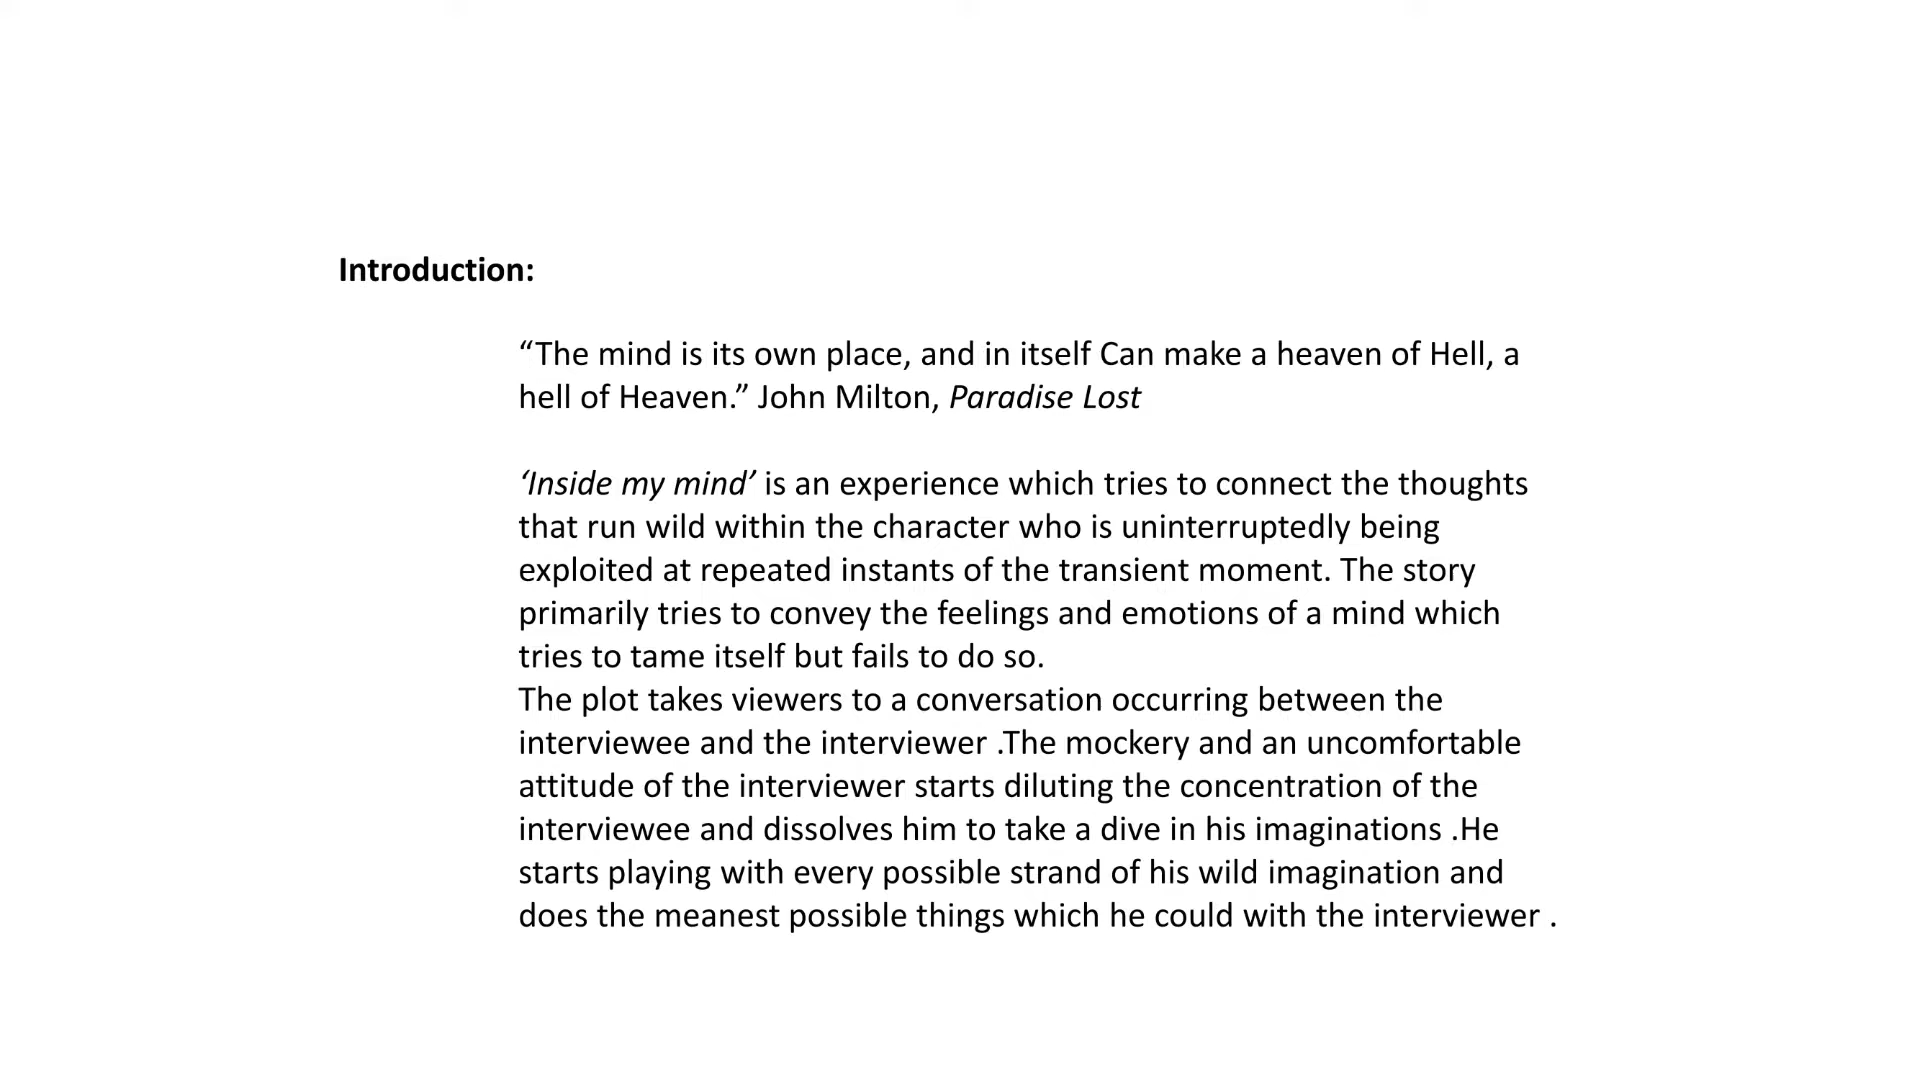 Introduction:
“The mind is its own place, and in itself Can make a heaven of Hell, a
hell of Heaven.” John Milton, Paradise Lost
‘Inside my mind’ is an experience which tries to connect the thoughts
that run wild within the character who is uninterruptedly being
exploited at repeated instants of the transient moment. The story
primarily tries to convey the feelings and emotions of a mind which
tries to tame itself but fails to do so.
The plot takes viewers to a conversation occurring between the
interviewee and the interviewer .The mockery and an uncomfortable
attitude of the interviewer starts diluting the concentration of the
interviewee and dissolves him to take a dive in his imaginations .He
starts playing with every possible strand of his wild imagination and
does the meanest possible things which he could with the interviewer .